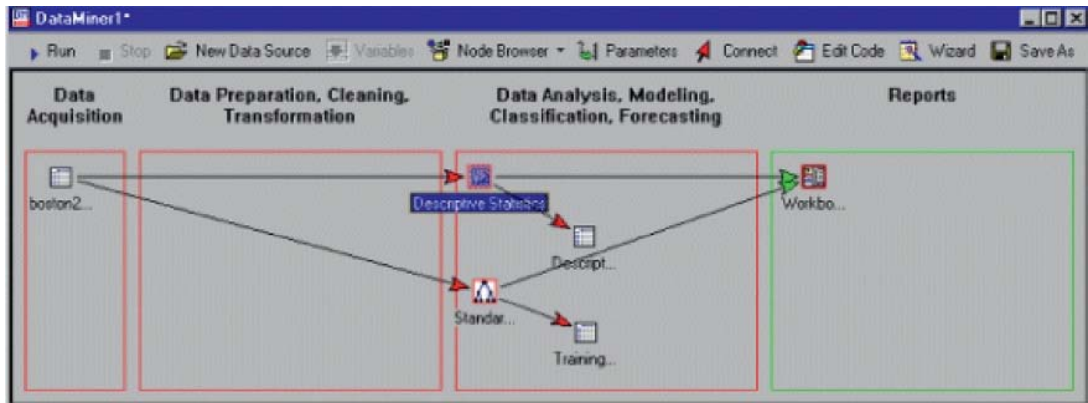 DataMiner1*
Run Stop New Data Source Variables Node Browser Parameters Connect Edit Code Wizard Save As
Data Acquisition
Data Preparation, Cleaning, Transformation
Data Analysis, Modeling, Classification, Forecasting
Reports
boston2...
Descriptive Statistics
Workbo...
Descript...
Standar...
Training...